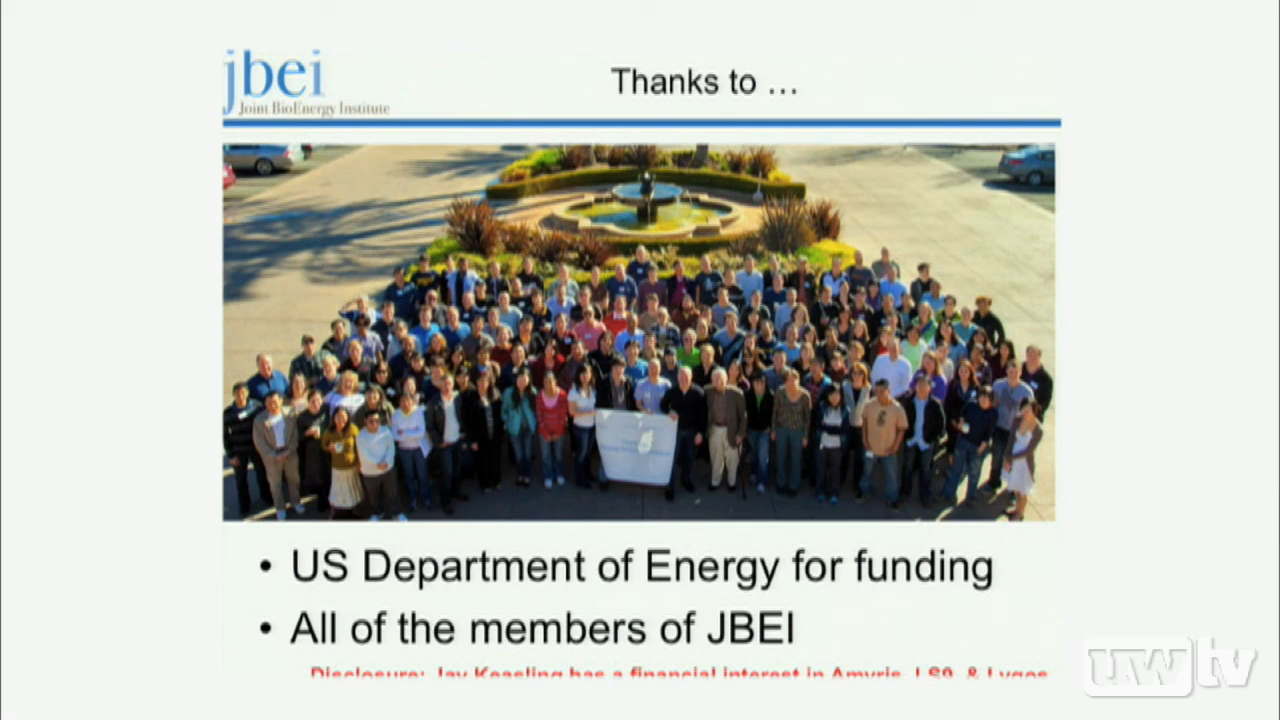 jbei
Joint BioEnergy Institute
Thanks to ...
• US Department of Energy for funding
• All of the members of JBEI
Disclosure: Jay Keasling has a financial interest in Amyris, LS9, & Lygos
uwtv